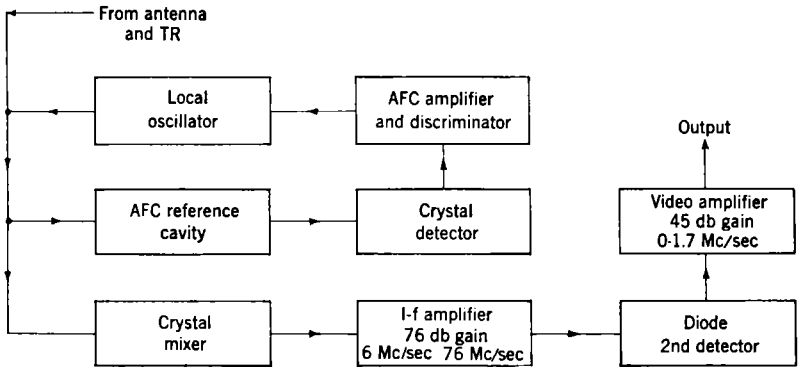 From antenna
and TR
Local
oscillator
AFC amplifier
and discriminator
Output
AFC reference
cavity
Crystal
detector
Video amplifier
45 db gain
0-1.7 Mc/sec
Crystal
mixer
I-f amplifier
76 db gain
6 Mc/sec 76 Mc/sec
Diode
2nd detector